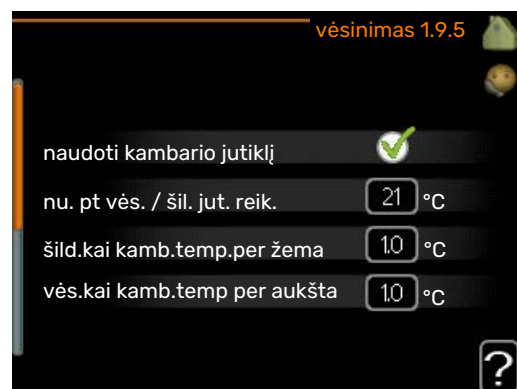 vėsinimas 1.9.5
naudoti kambario jutiklį
nu. pt vės. / šil. jut. reik. 21 °C
šild.kai kamb.temp.per žema 1.0 °C
vės.kai kamb.temp per aukšta 1.0 °C
?